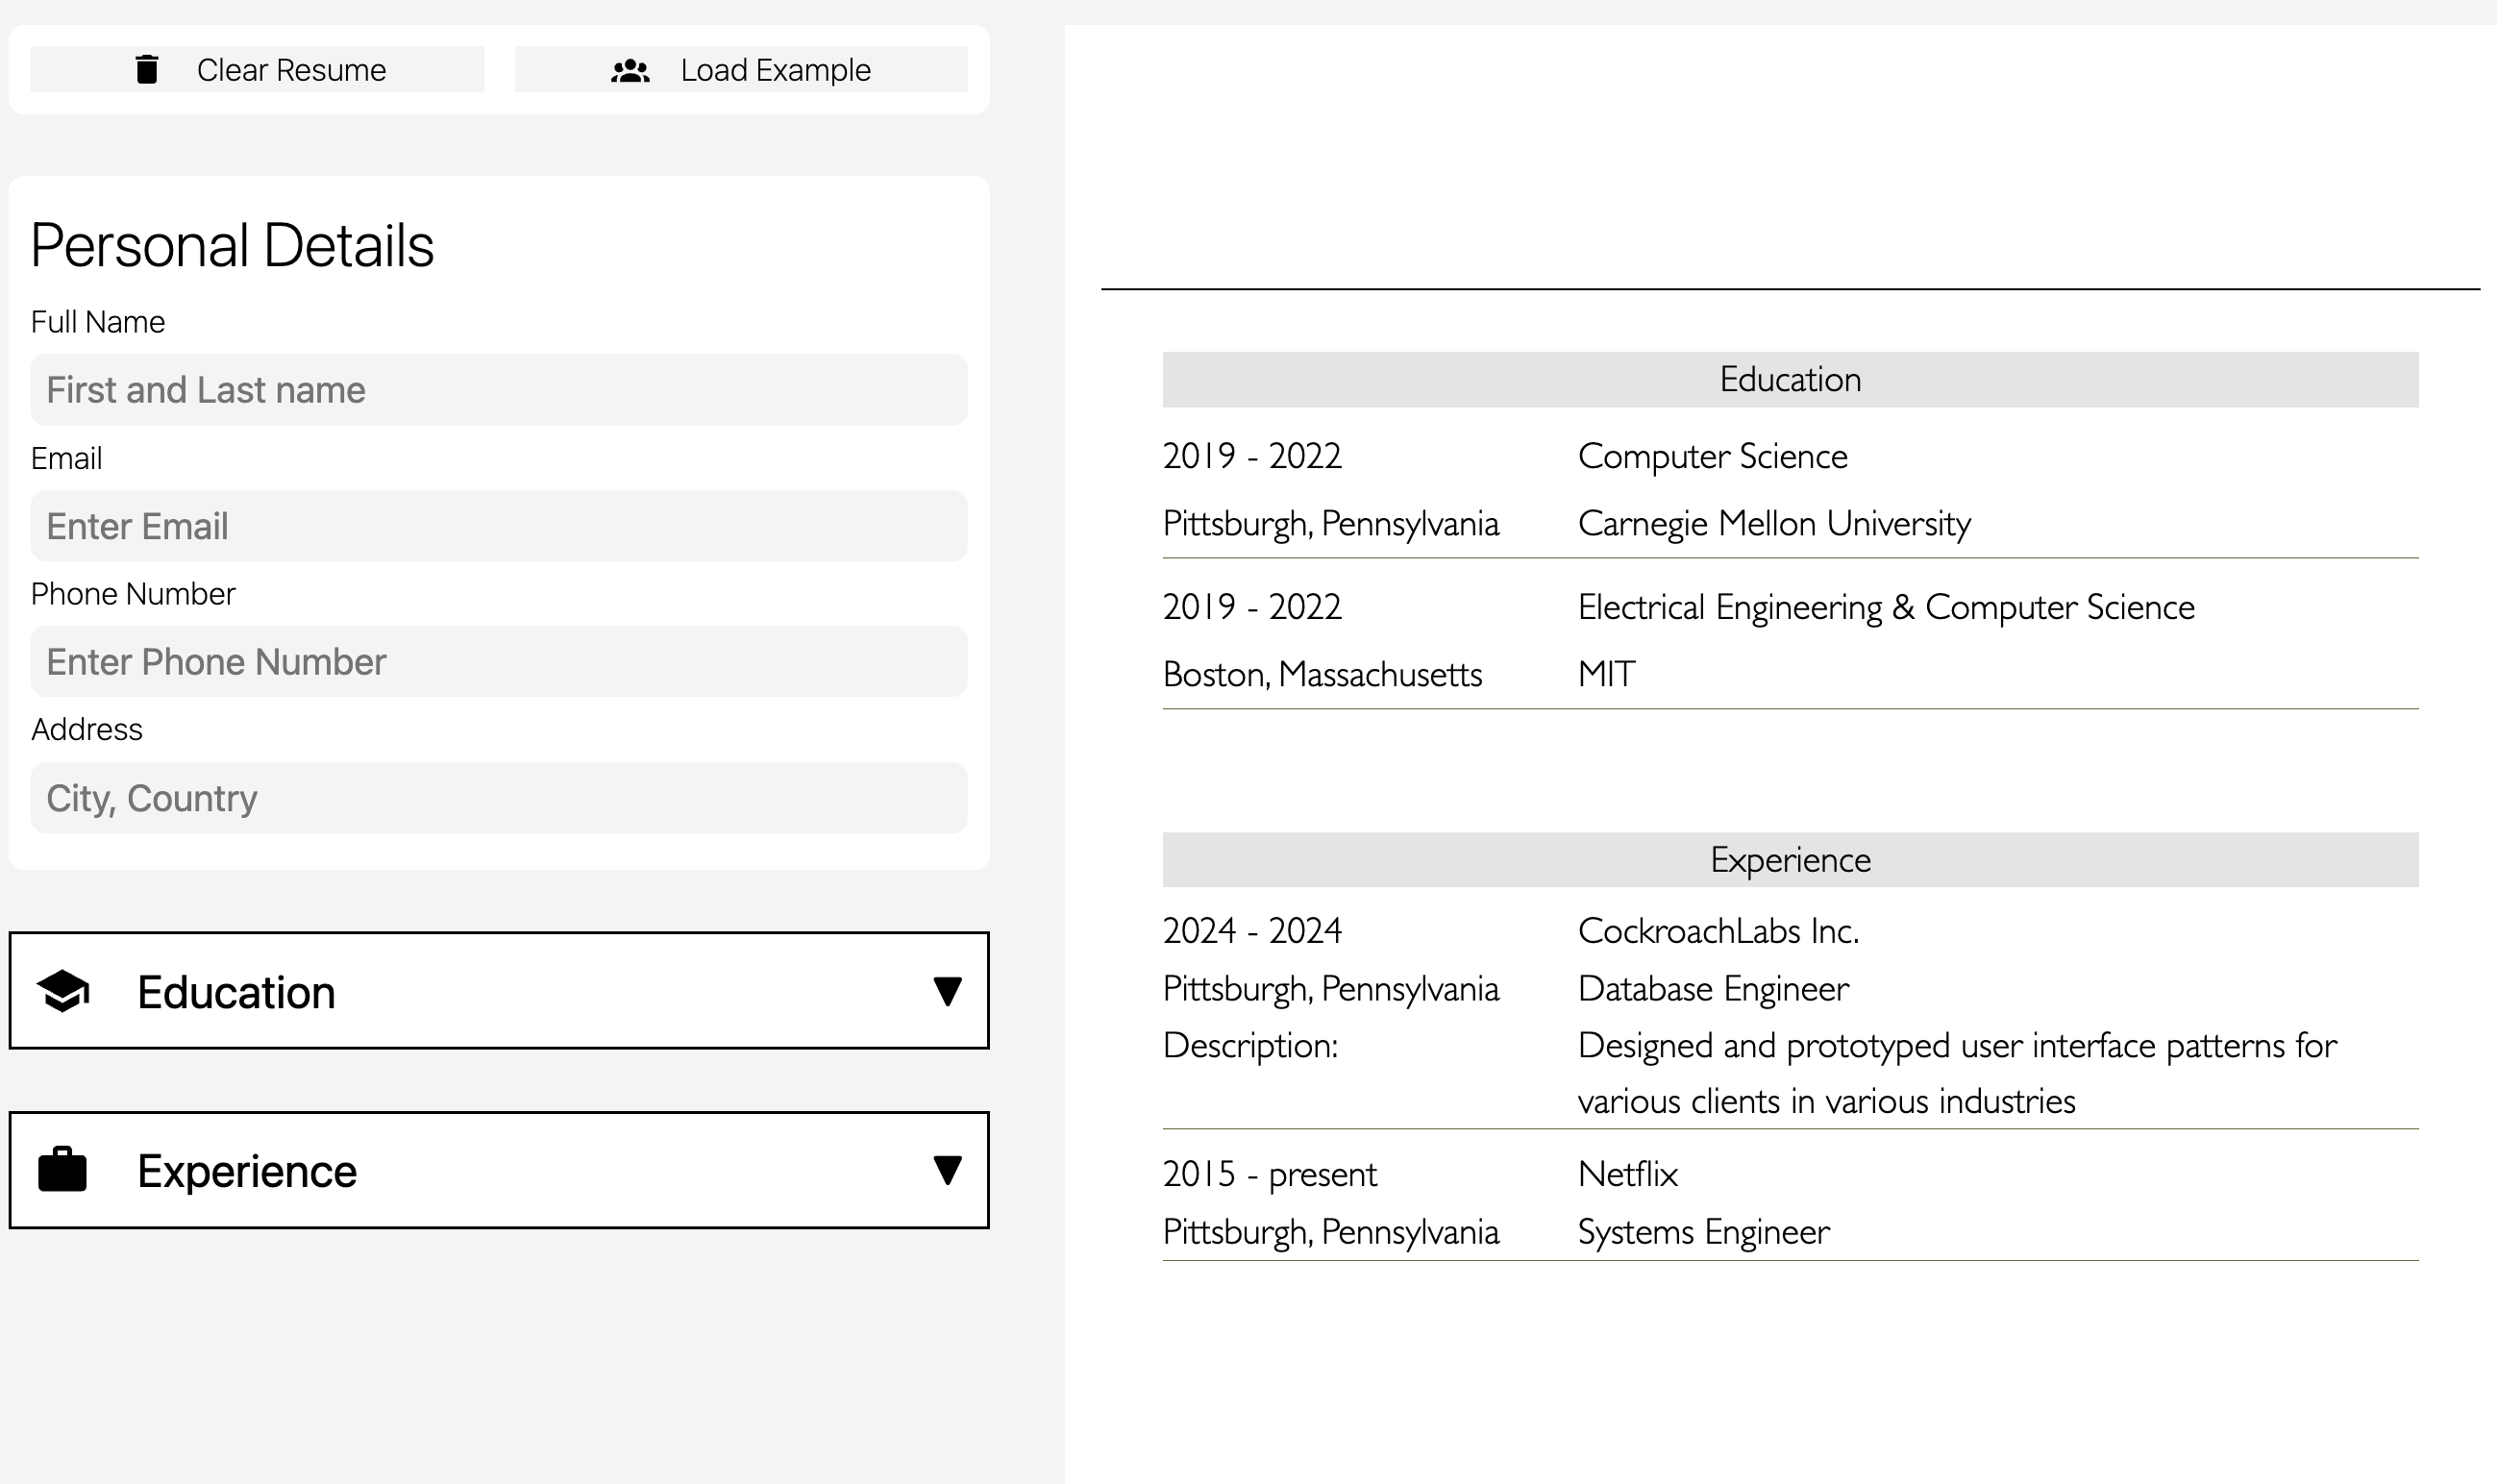 Clear Resume
Load Example
Personal Details
Full Name
First and Last name
Email
Enter Email
Phone Number
Enter Phone Number
Address
City, Country
Education
Experience
Education
2019 - 2022 Computer Science
Pittsburgh, Pennsylvania Carnegie Mellon University
2019 - 2022 Electrical Engineering & Computer Science
Boston, Massachusetts MIT
Experience
2024 - 2024 CockroachLabs Inc.
Pittsburgh, Pennsylvania Database Engineer
Description: Designed and prototyped user interface patterns for
various clients in various industries
2015 - present Netflix
Pittsburgh, Pennsylvania Systems Engineer